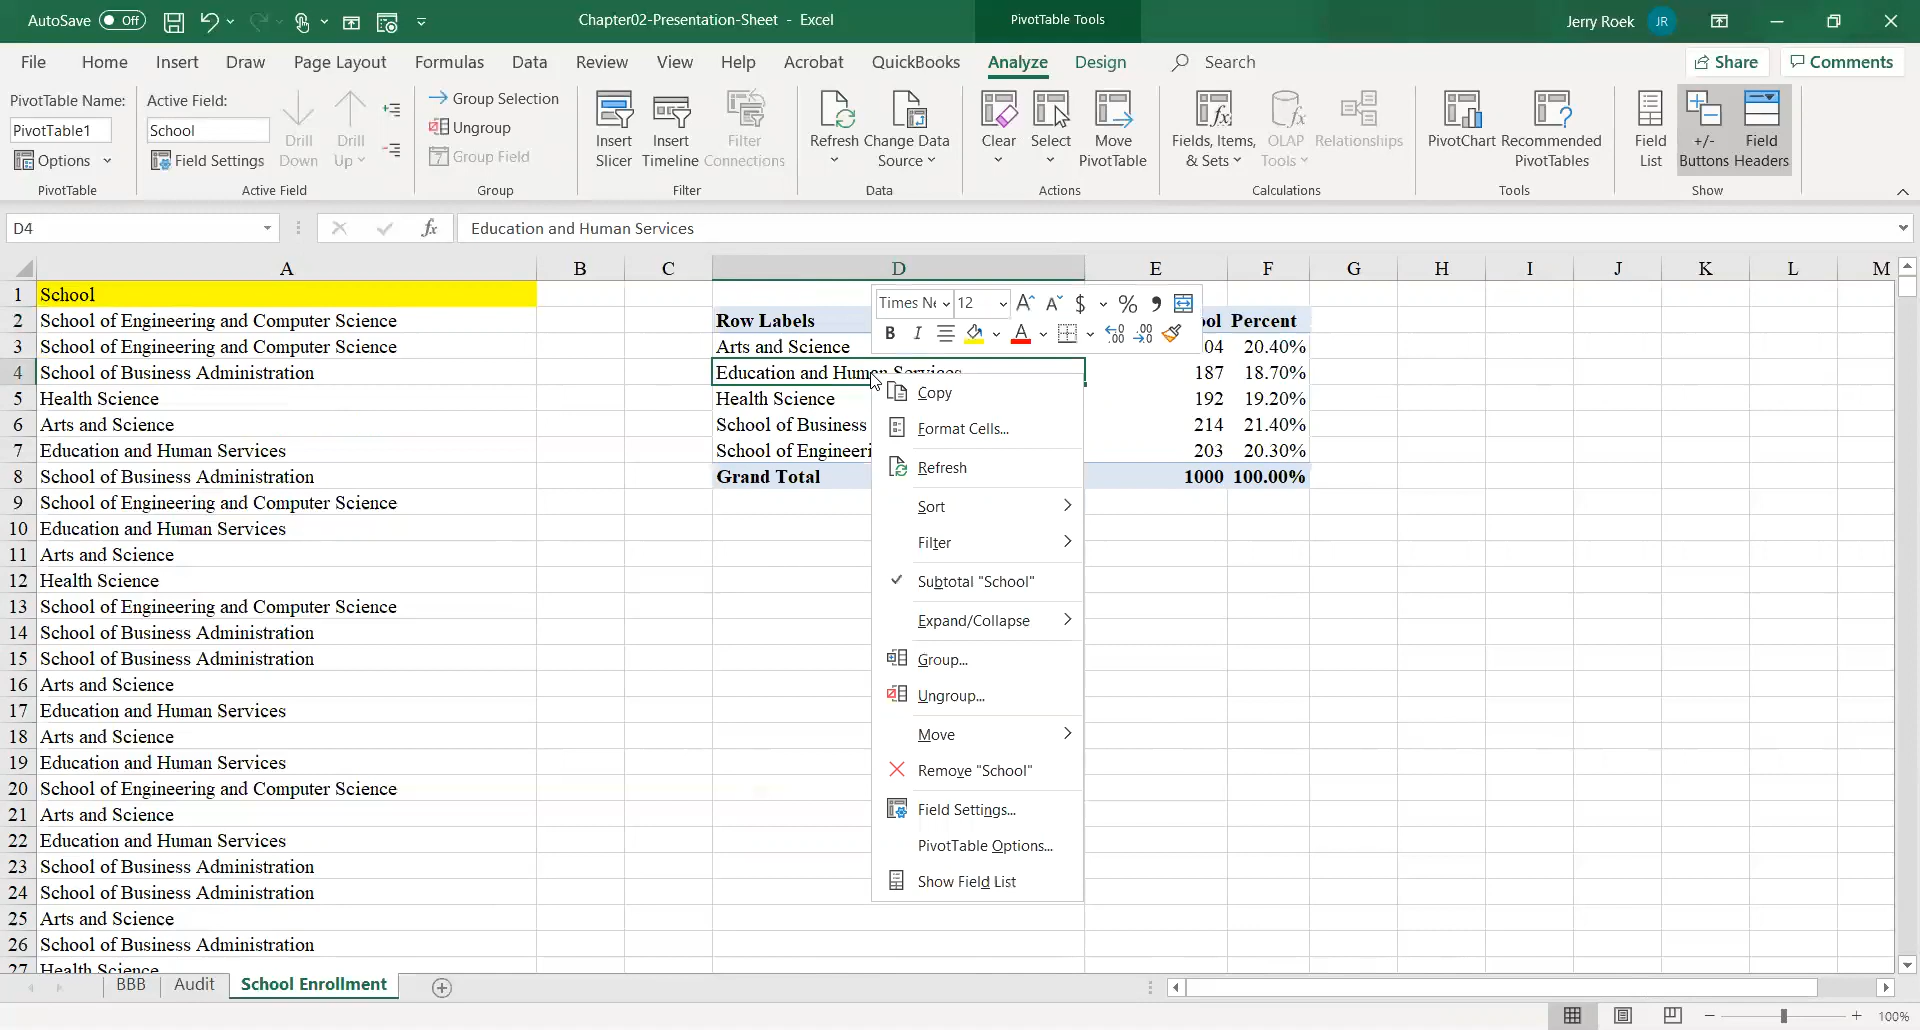 AutoSave Off Chapter02-Presentation-Sheet - Excel PivotTable Tools Jerry Roek JR
File Home Insert Draw Page Layout Formulas Data Review View Help Acrobat QuickBooks Analyze Design Search Share Comments
PivotTable Name:
PivotTable1
Options
PivotTable
Active Field:
School
Field Settings
Drill Down
Drill Up
Active Field
Group Selection
Ungroup
Group Field
Group
Insert Slicer
Insert Timeline
Filter Connections
Filter
Refresh
Change Data Source
Data
Clear
Select
Move PivotTable
Actions
Fields, Items, & Sets
OLAP Tools
Relationships
Calculations
PivotChart
Recommended PivotTables
Tools
Field List
+/- Buttons
Field Headers
Show
D4 fx Education and Human Services
A B C D E F G H I J K L M
1 School
2 School of Engineering and Computer Science
3 School of Engineering and Computer Science
4 School of Business Administration
5 Health Science
6 Arts and Science
7 Education and Human Services
8 School of Business Administration
9 School of Engineering and Computer Science
10 Education and Human Services
11 Arts and Science
12 Health Science
13 School of Engineering and Computer Science
14 School of Business Administration
15 School of Business Administration
16 Arts and Science
17 Education and Human Services
18 Arts and Science
19 Education and Human Services
20 School of Engineering and Computer Science
21 Arts and Science
22 Education and Human Services
23 School of Business Administration
24 School of Business Administration
25 Arts and Science
26 School of Business Administration
27 Health Science
Times Ne 12 A A $ % ,
B I A
Row Labels ool Percent
Arts and Science 04 20.40%
Education and Human Services 187 18.70%
Health Science 192 19.20%
School of Business 214 21.40%
School of Engineeri 203 20.30%
Grand Total 1000 100.00%
Copy
Format Cells...
Refresh
Sort
Filter
Subtotal "School"
Expand/Collapse
Group...
Ungroup...
Move
Remove "School"
Field Settings...
PivotTable Options...
Show Field List
BBB Audit School Enrollment
100%